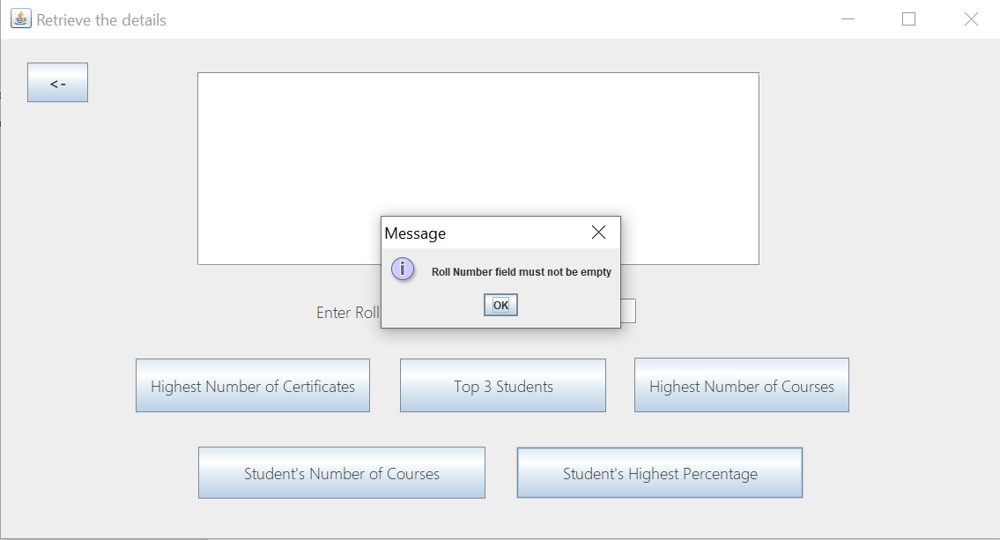 Retrieve the details
<-
Message
i
Roll Number field must not be empty
OK
Enter Roll
Highest Number of Certificates
Top 3 Students
Highest Number of Courses
Student's Number of Courses
Student's Highest Percentage